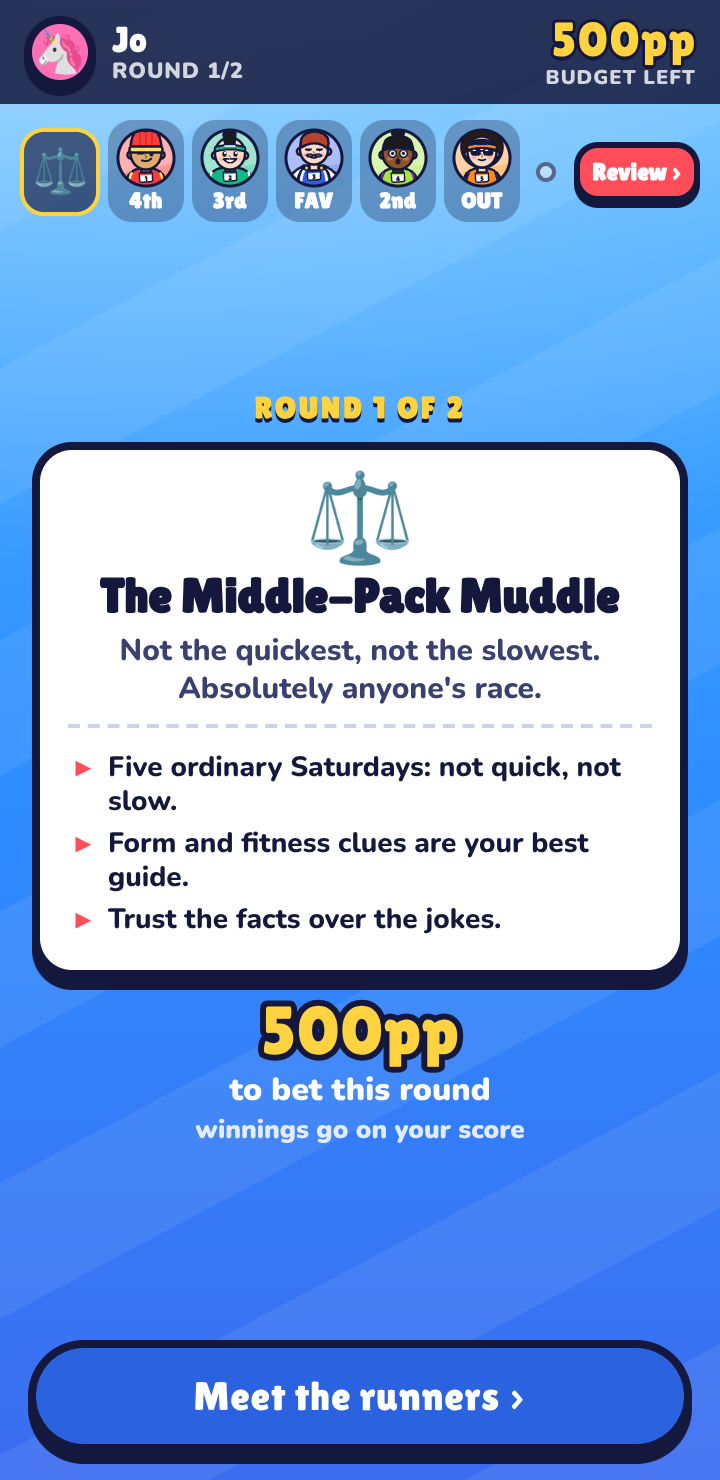 Jo
ROUND 1/2
500pp
BUDGET LEFT
4th
3rd
FAV
2nd
OUT
Review ›
ROUND 1 OF 2
The Middle-Pack Muddle
Not the quickest, not the slowest.
Absolutely anyone's race.
Five ordinary Saturdays: not quick, not
slow.
Form and fitness clues are your best
guide.
Trust the facts over the jokes.
500pp
to bet this round
winnings go on your score
Meet the runners ›